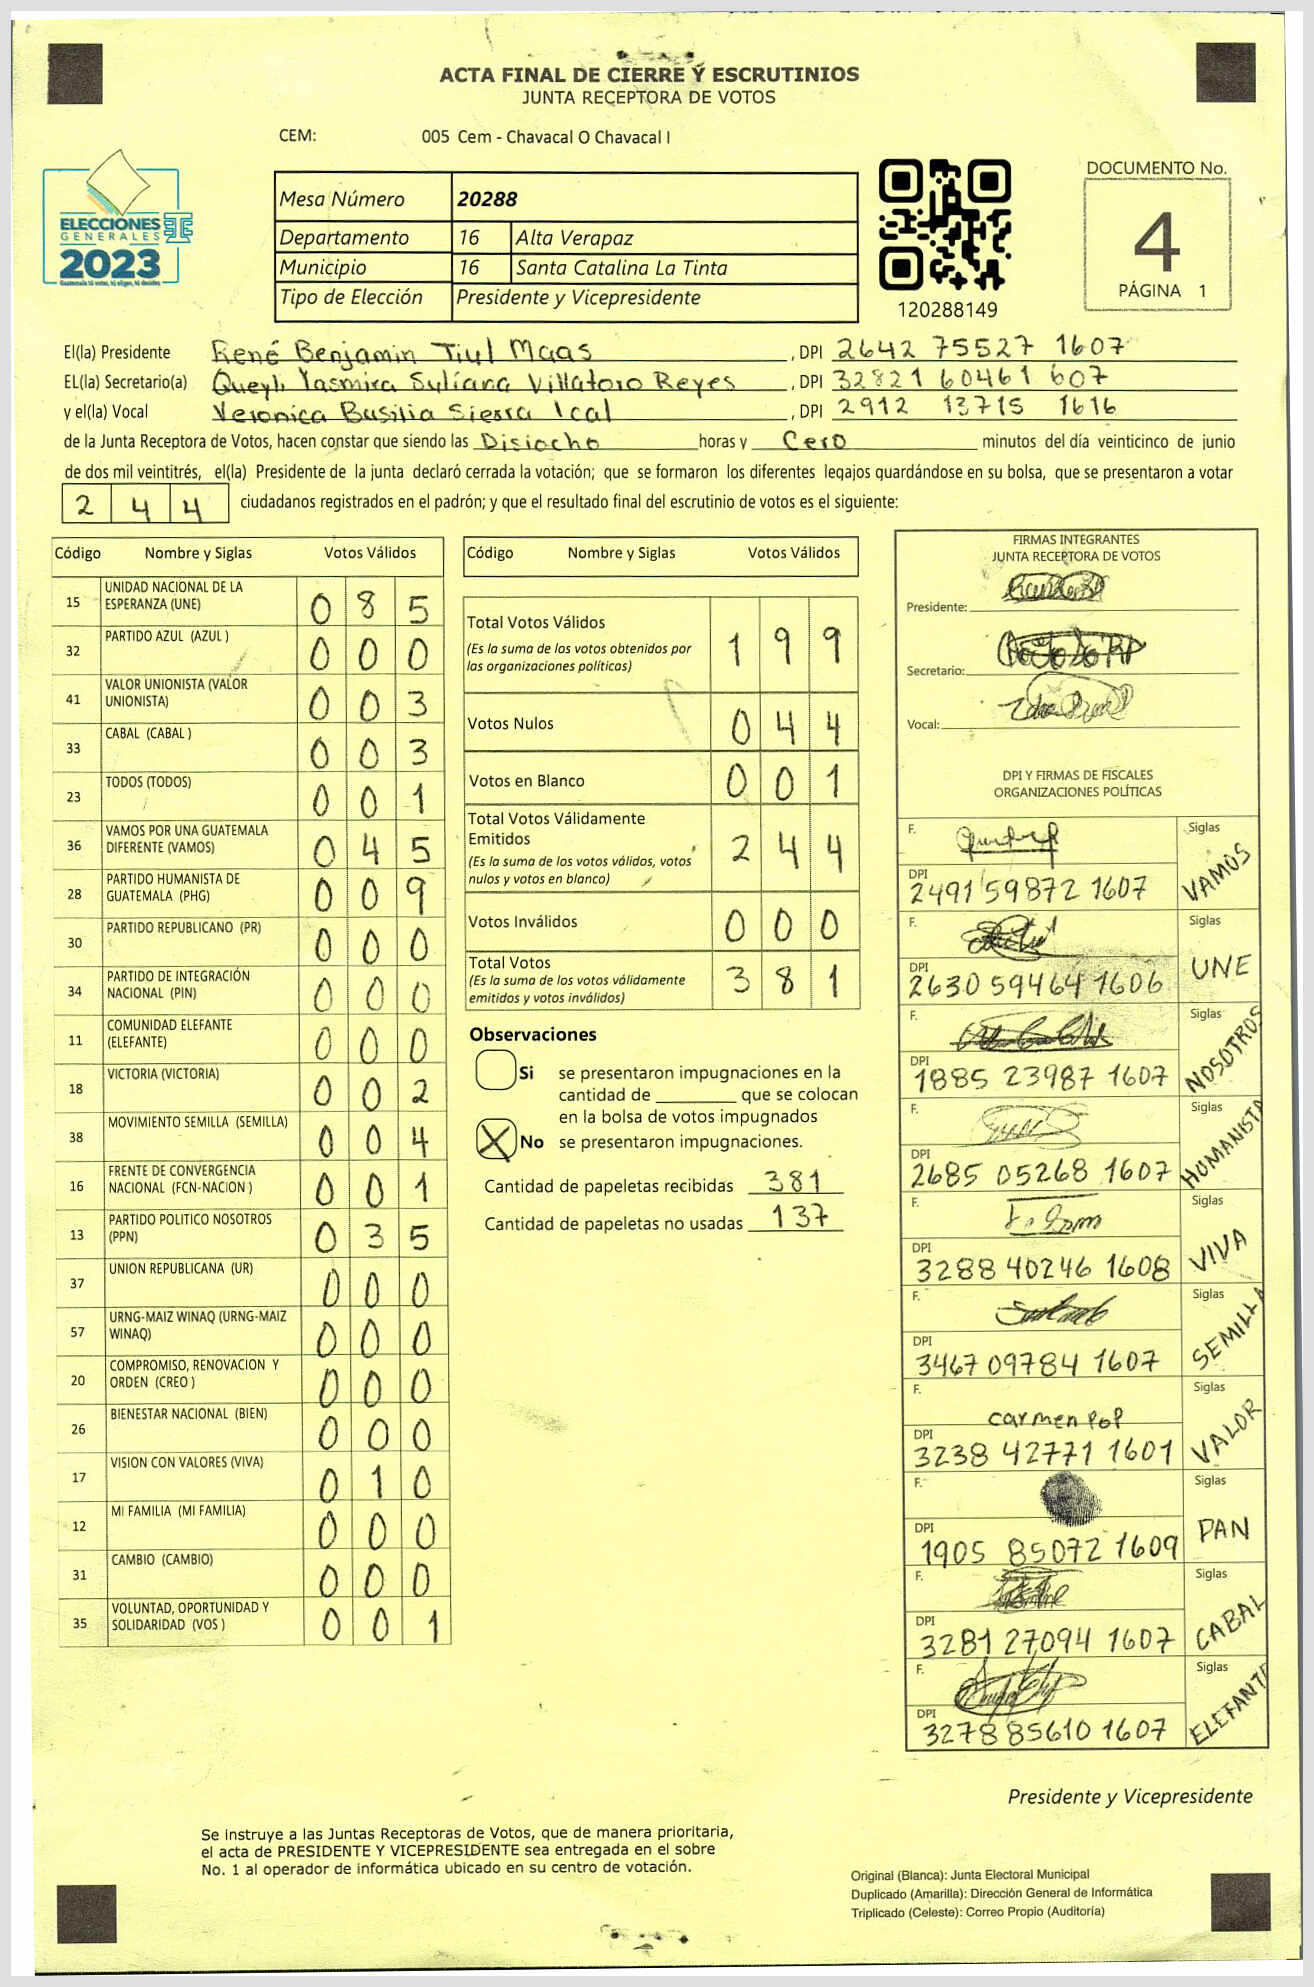 ACTA FINAL DE CIERRE Y ESCRUTINIOS
JUNTA RECEPTORA DE VOTOS
CEM: 005 Cem - Chavacal O Chavacal I
ELECCIONES
GENERALES
2023
Guatemala tú votas, tú eliges, tú decides
Mesa Número 20288
Departamento 16 Alta Verapaz
Municipio 16 Santa Catalina La Tinta
Tipo de Elección Presidente y Vicepresidente
120288149
DOCUMENTO No.
4
PÁGINA 1
El(la) Presidente René Benjamin Tiul Maas , DPI 2642 75527 1607
EL(la) Secretario(a) Queyli Yasmira Suliana Villatoro Reyes , DPI 32821 60461 607
y el(la) Vocal Veronica Basilia Sierra Ical , DPI 2912 13715 1616
de la Junta Receptora de Votos, hacen constar que siendo las Disiocho horas y Cero minutos del día veinticinco de junio
de dos mil veintitrés, el(la) Presidente de la junta declaró cerrada la votación; que se formaron los diferentes legajos guardándose en su bolsa, que se presentaron a votar
2 4 4 ciudadanos registrados en el padrón; y que el resultado final del escrutinio de votos es el siguiente:
Código Nombre y Siglas Votos Válidos
15 UNIDAD NACIONAL DE LA
ESPERANZA (UNE) 0 8 5
32 PARTIDO AZUL (AZUL ) 0 0 0
41 VALOR UNIONISTA (VALOR
UNIONISTA) 0 0 3
33 CABAL (CABAL ) 0 0 3
23 TODOS (TODOS) 0 0 1
36 VAMOS POR UNA GUATEMALA
DIFERENTE (VAMOS) 0 4 5
28 PARTIDO HUMANISTA DE
GUATEMALA (PHG) 0 0 9
30 PARTIDO REPUBLICANO (PR) 0 0 0
34 PARTIDO DE INTEGRACIÓN
NACIONAL (PIN) 0 0 0
11 COMUNIDAD ELEFANTE
(ELEFANTE) 0 0 0
18 VICTORIA (VICTORIA) 0 0 2
38 MOVIMIENTO SEMILLA (SEMILLA) 0 0 4
16 FRENTE DE CONVERGENCIA
NACIONAL (FCN-NACION ) 0 0 1
13 PARTIDO POLITICO NOSOTROS
(PPN) 0 3 5
37 UNION REPUBLICANA (UR) 0 0 0
57 URNG-MAIZ WINAQ (URNG-MAIZ
WINAQ) 0 0 0
20 COMPROMISO, RENOVACION Y
ORDEN (CREO ) 0 0 0
26 BIENESTAR NACIONAL (BIEN) 0 0 0
17 VISION CON VALORES (VIVA) 0 1 0
12 MI FAMILIA (MI FAMILIA) 0 0 0
31 CAMBIO (CAMBIO) 0 0 0
35 VOLUNTAD, OPORTUNIDAD Y
SOLIDARIDAD (VOS ) 0 0 1
Código Nombre y Siglas Votos Válidos
Total Votos Válidos 1 9 9
(Es la suma de los votos obtenidos por
las organizaciones políticas)
Votos Nulos 0 4 4
Votos en Blanco 0 0 1
Total Votos Válidamente
Emitidos 2 4 4
(Es la suma de los votos válidos, votos
nulos y votos en blanco)
Votos Inválidos 0 0 0
Total Votos 3 8 1
(Es la suma de los votos válidamente
emitidos y votos inválidos)
Observaciones
Si se presentaron impugnaciones en la
cantidad de ________ que se colocan
en la bolsa de votos impugnados
X No se presentaron impugnaciones.
Cantidad de papeletas recibidas 381
Cantidad de papeletas no usadas 137
FIRMAS INTEGRANTES
JUNTA RECEPTORA DE VOTOS
Presidente:
Secretario:
Vocal:
DPI Y FIRMAS DE FISCALES
ORGANIZACIONES POLÍTICAS
F. Siglas
DPI 2491 59872 1607 VAMOS
F. Siglas
DPI 2630 59464 1606 UNE
F. Siglas
DPI 1885 23987 1607 NOSOTROS
F. Siglas
DPI 2685 05268 1607 HUMANISTA
F. Siglas
DPI 3288 40246 1608 VIVA
F. Siglas
DPI 3467 09784 1607 SEMILLA
F. carmen pop Siglas
DPI 3238 42771 1601 VALOR
F. Siglas
DPI 1905 85072 1609 PAN
F. Siglas
DPI 3281 27094 1607 CABAL
F. Siglas
DPI 3278 85610 1607 ELEFANTE
Presidente y Vicepresidente
Se instruye a las Juntas Receptoras de Votos, que de manera prioritaria,
el acta de PRESIDENTE Y VICEPRESIDENTE sea entregada en el sobre
No. 1 al operador de informática ubicado en su centro de votación.
Original (Blanca): Junta Electoral Municipal
Duplicado (Amarilla): Dirección General de Informática
Triplicado (Celeste): Correo Propio (Auditoría)